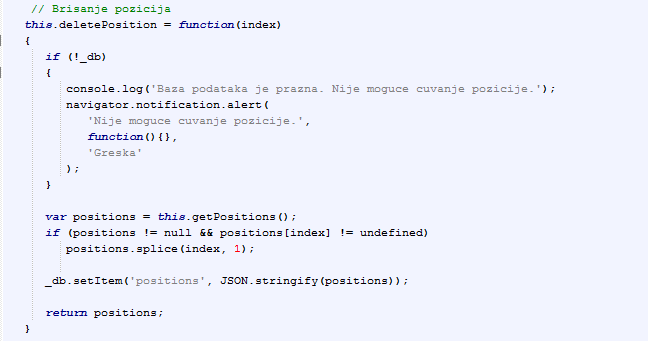 // Brisanje pozicija
this.deletePosition = function(index)
{
if (!_db)
{
console.log('Baza podataka je prazna. Nije moguce cuvanje pozicije.');
navigator.notification.alert(
'Nije moguce cuvanje pozicije.',
function(){},
'Greska'
);
}
var positions = this.getPositions();
if (positions != null && positions[index] != undefined)
positions.splice(index, 1);
_db.setItem('positions', JSON.stringify(positions));
return positions;
}